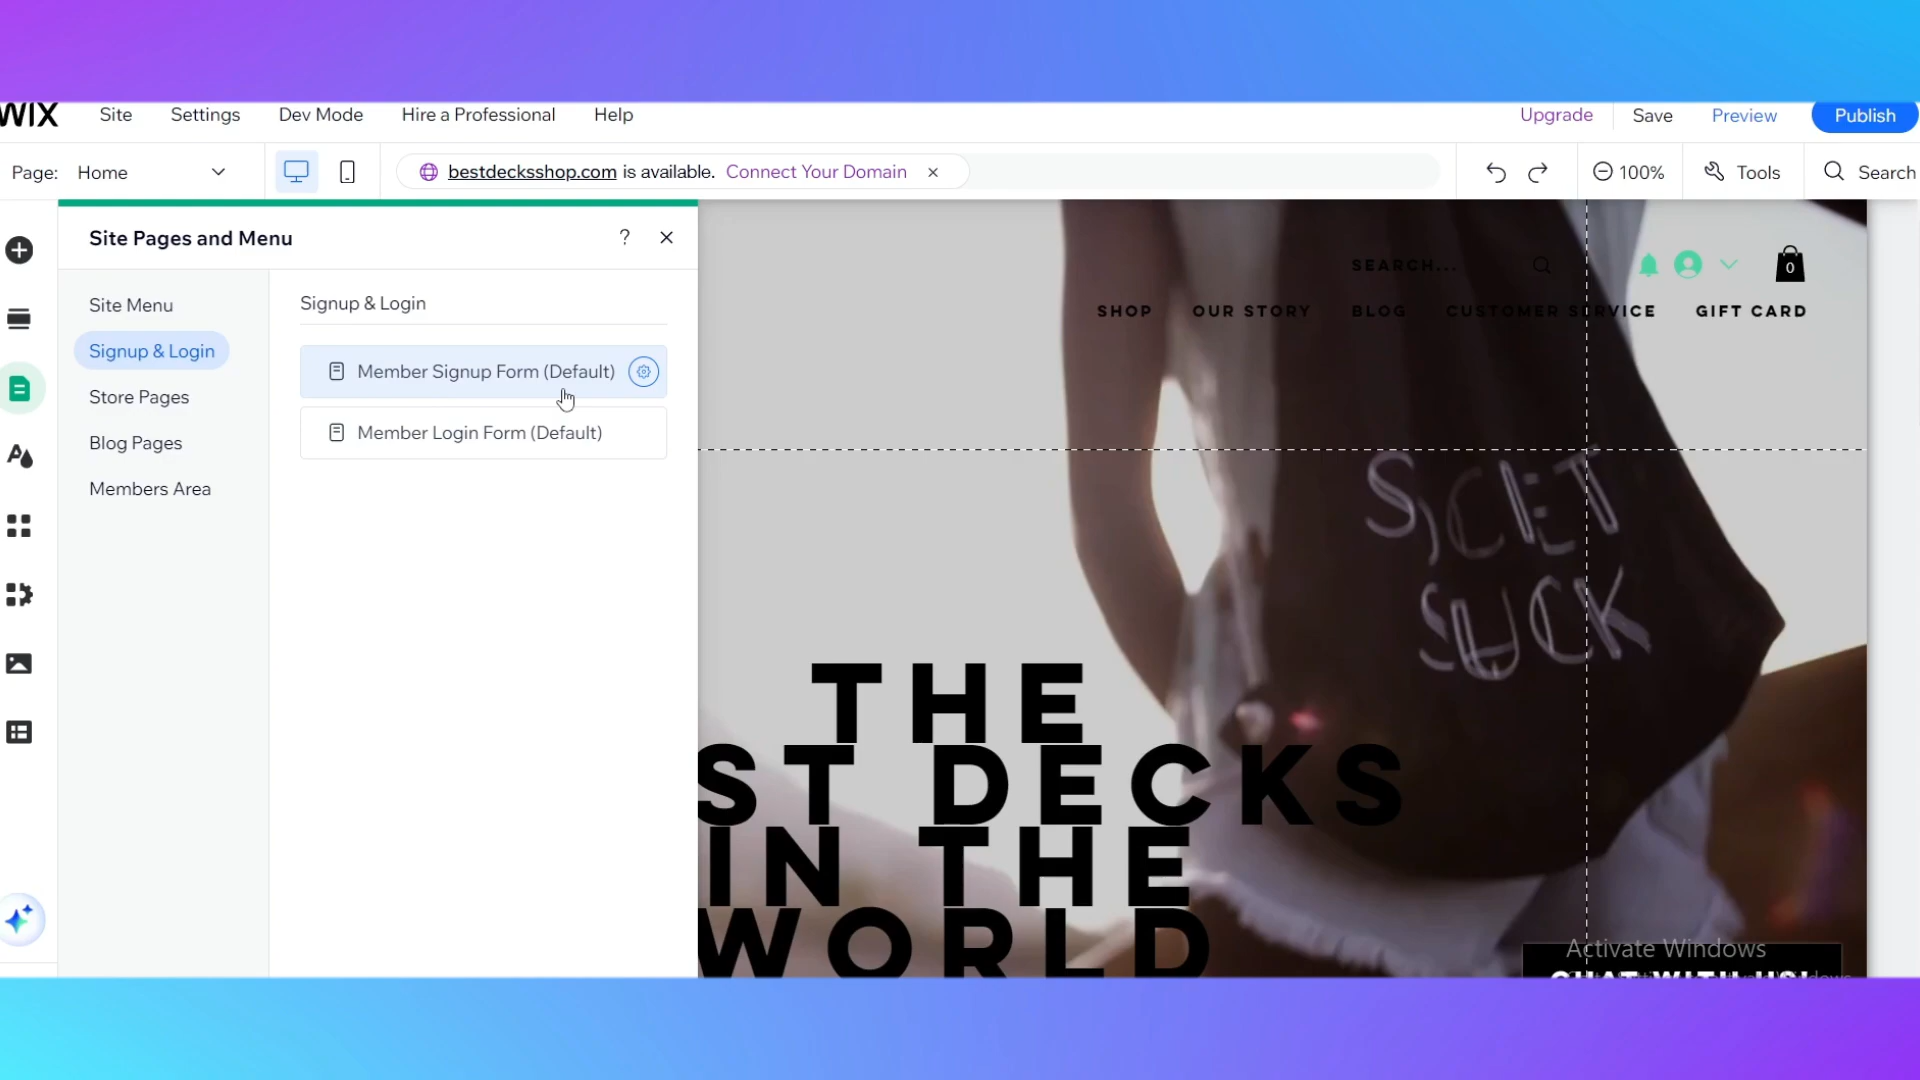 WIX Site Settings Dev Mode Hire a Professional Help Upgrade Save Preview Publish
Page: Home bestdecksshop.com is available. Connect Your Domain 100% Tools Search
Site Pages and Menu ?
Site Menu
Signup & Login
Store Pages
Blog Pages
Members Area
Signup & Login
Member Signup Form (Default)
Member Login Form (Default)
SEARCH... 0
SHOP OUR STORY BLOG CUSTOMER SERVICE GIFT CARD
THE
ST DECKS
IN THE
WORLD
Activate Windows
CHAT WITH US!